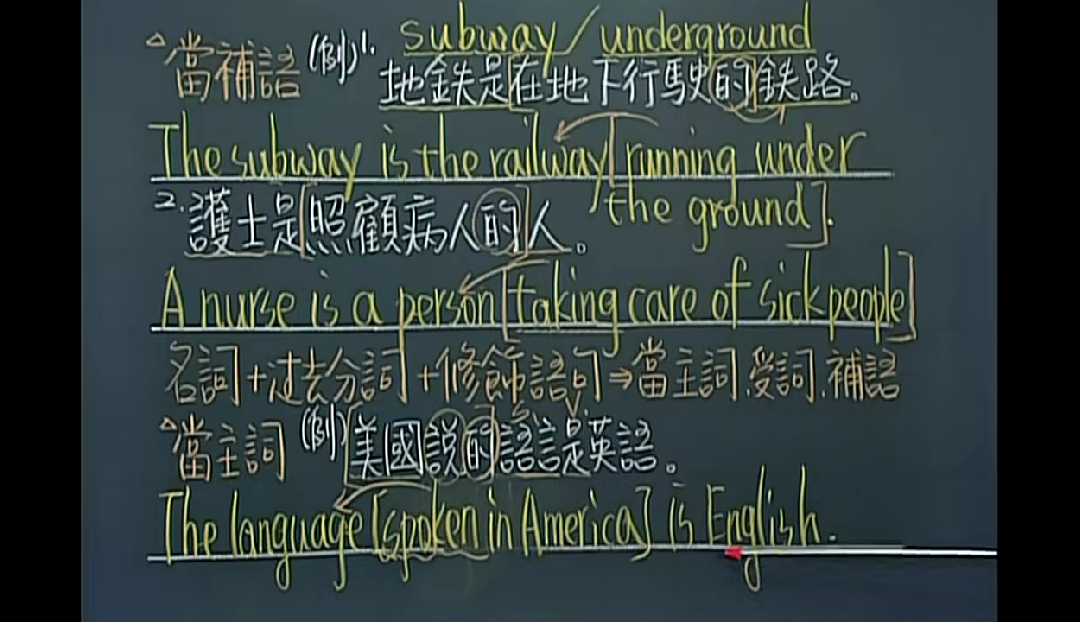 subway / underground
△當補語 (例) 1. 地鉄是[在地下行駛的]鉄路。
The subway is the railway [running under
the ground].
2. 護士是[照顧病人的]人。
A nurse is a person [taking care of sick people]
名詞+过去分詞+修飾語句⇒當主詞.受詞.補語
S. V.
△當主詞 (例) [美國説的]語言是英語。
The language [spoken in America] is English.